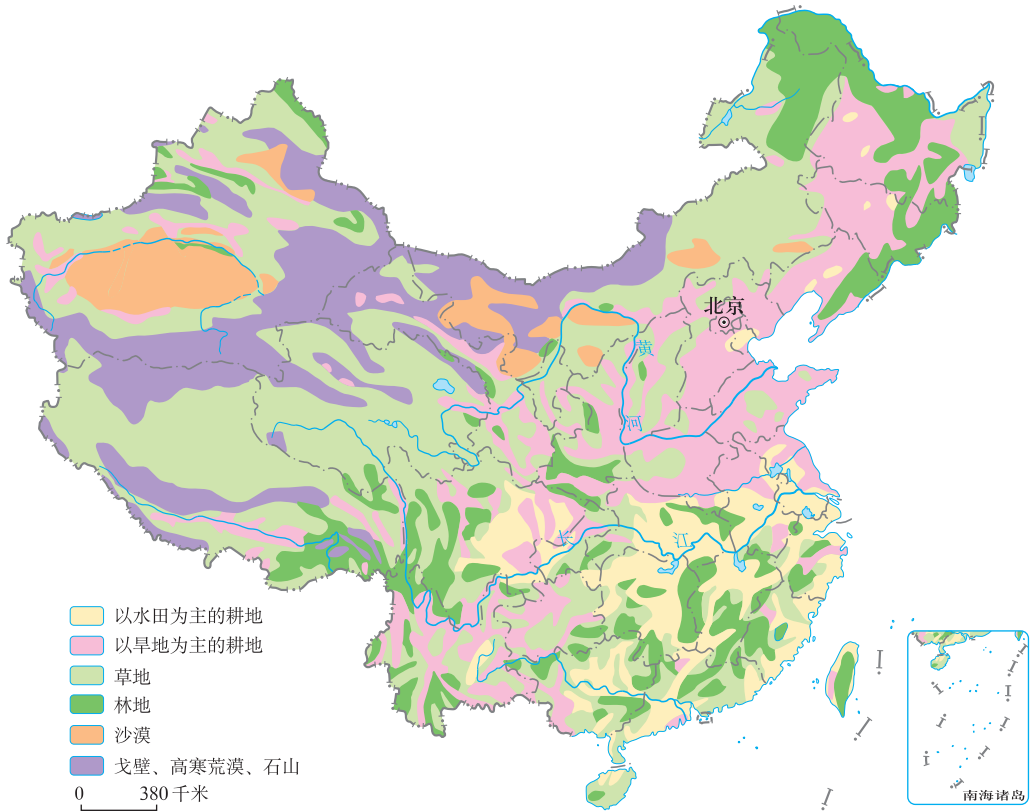 北京
黄
河
长
江
以水田为主的耕地
以旱地为主的耕地
草地
林地
沙漠
戈壁、高寒荒漠、石山
0 380千米
南海诸岛